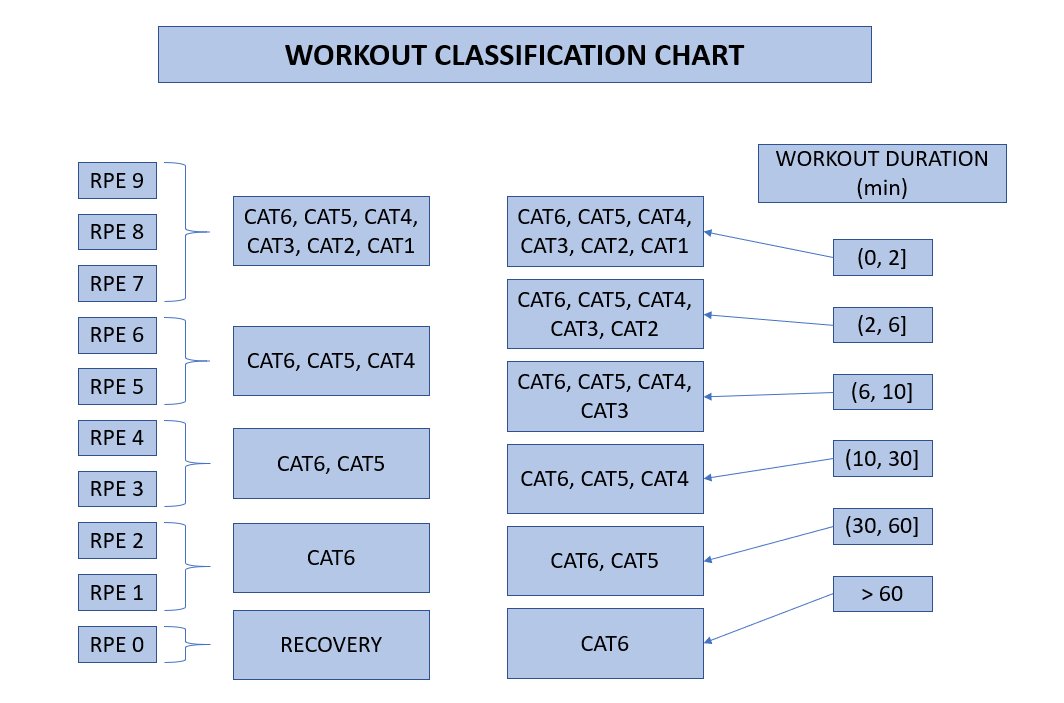 WORKOUT CLASSIFICATION CHART
RPE 9
RPE 8
RPE 7
RPE 6
RPE 5
RPE 4
RPE 3
RPE 2
RPE 1
RPE 0
CAT6, CAT5, CAT4,
CAT3, CAT2, CAT1
CAT6, CAT5, CAT4
CAT6, CAT5
CAT6
RECOVERY
CAT6, CAT5, CAT4,
CAT3, CAT2, CAT1
CAT6, CAT5, CAT4,
CAT3, CAT2
CAT6, CAT5, CAT4,
CAT3
CAT6, CAT5, CAT4
CAT6, CAT5
CAT6
WORKOUT DURATION
(min)
(0, 2]
(2, 6]
(6, 10]
(10, 30]
(30, 60]
> 60